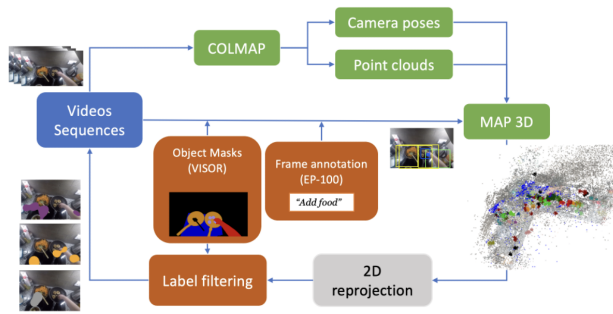 Camera poses
COLMAP
Point clouds
Videos
Sequences
MAP 3D
Object Masks
(VISOR)
Frame annotation
(EP-100)
"Add food"
Label filtering
2D
reprojection